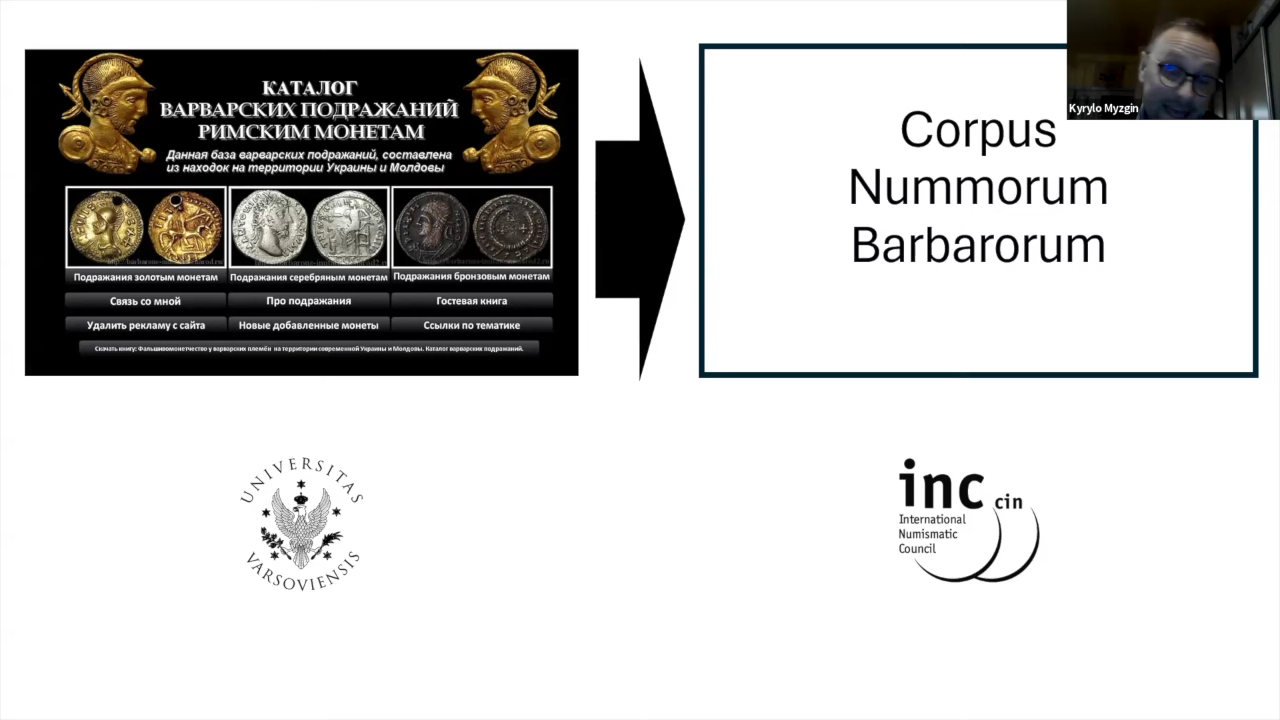 КАТАЛОГ
ВАРВАРСКИХ ПОДРАЖАНИЙ
РИМСКИМ МОНЕТАМ
Данная база варварских подражаний, составлена
из находок на территории Украины и Молдовы
Подражания золотым монетам
Подражания серебряным монетам
Подражания бронзовым монетам
Связь со мной
Про подражания
Гостевая книга
Удалить рекламу с сайта
Новые добавленные монеты
Ссылки по тематике
Скачать книгу: Фальшивомонетчество у варварских племён на территории современной Украины и Молдовы. Каталог варварских подражаний.
Corpus
Nummorum
Barbarorum
Kyrylo Myzgin
UNIVERSITAS
VARSOVIENSIS
inc cin
International
Numismatic
Council